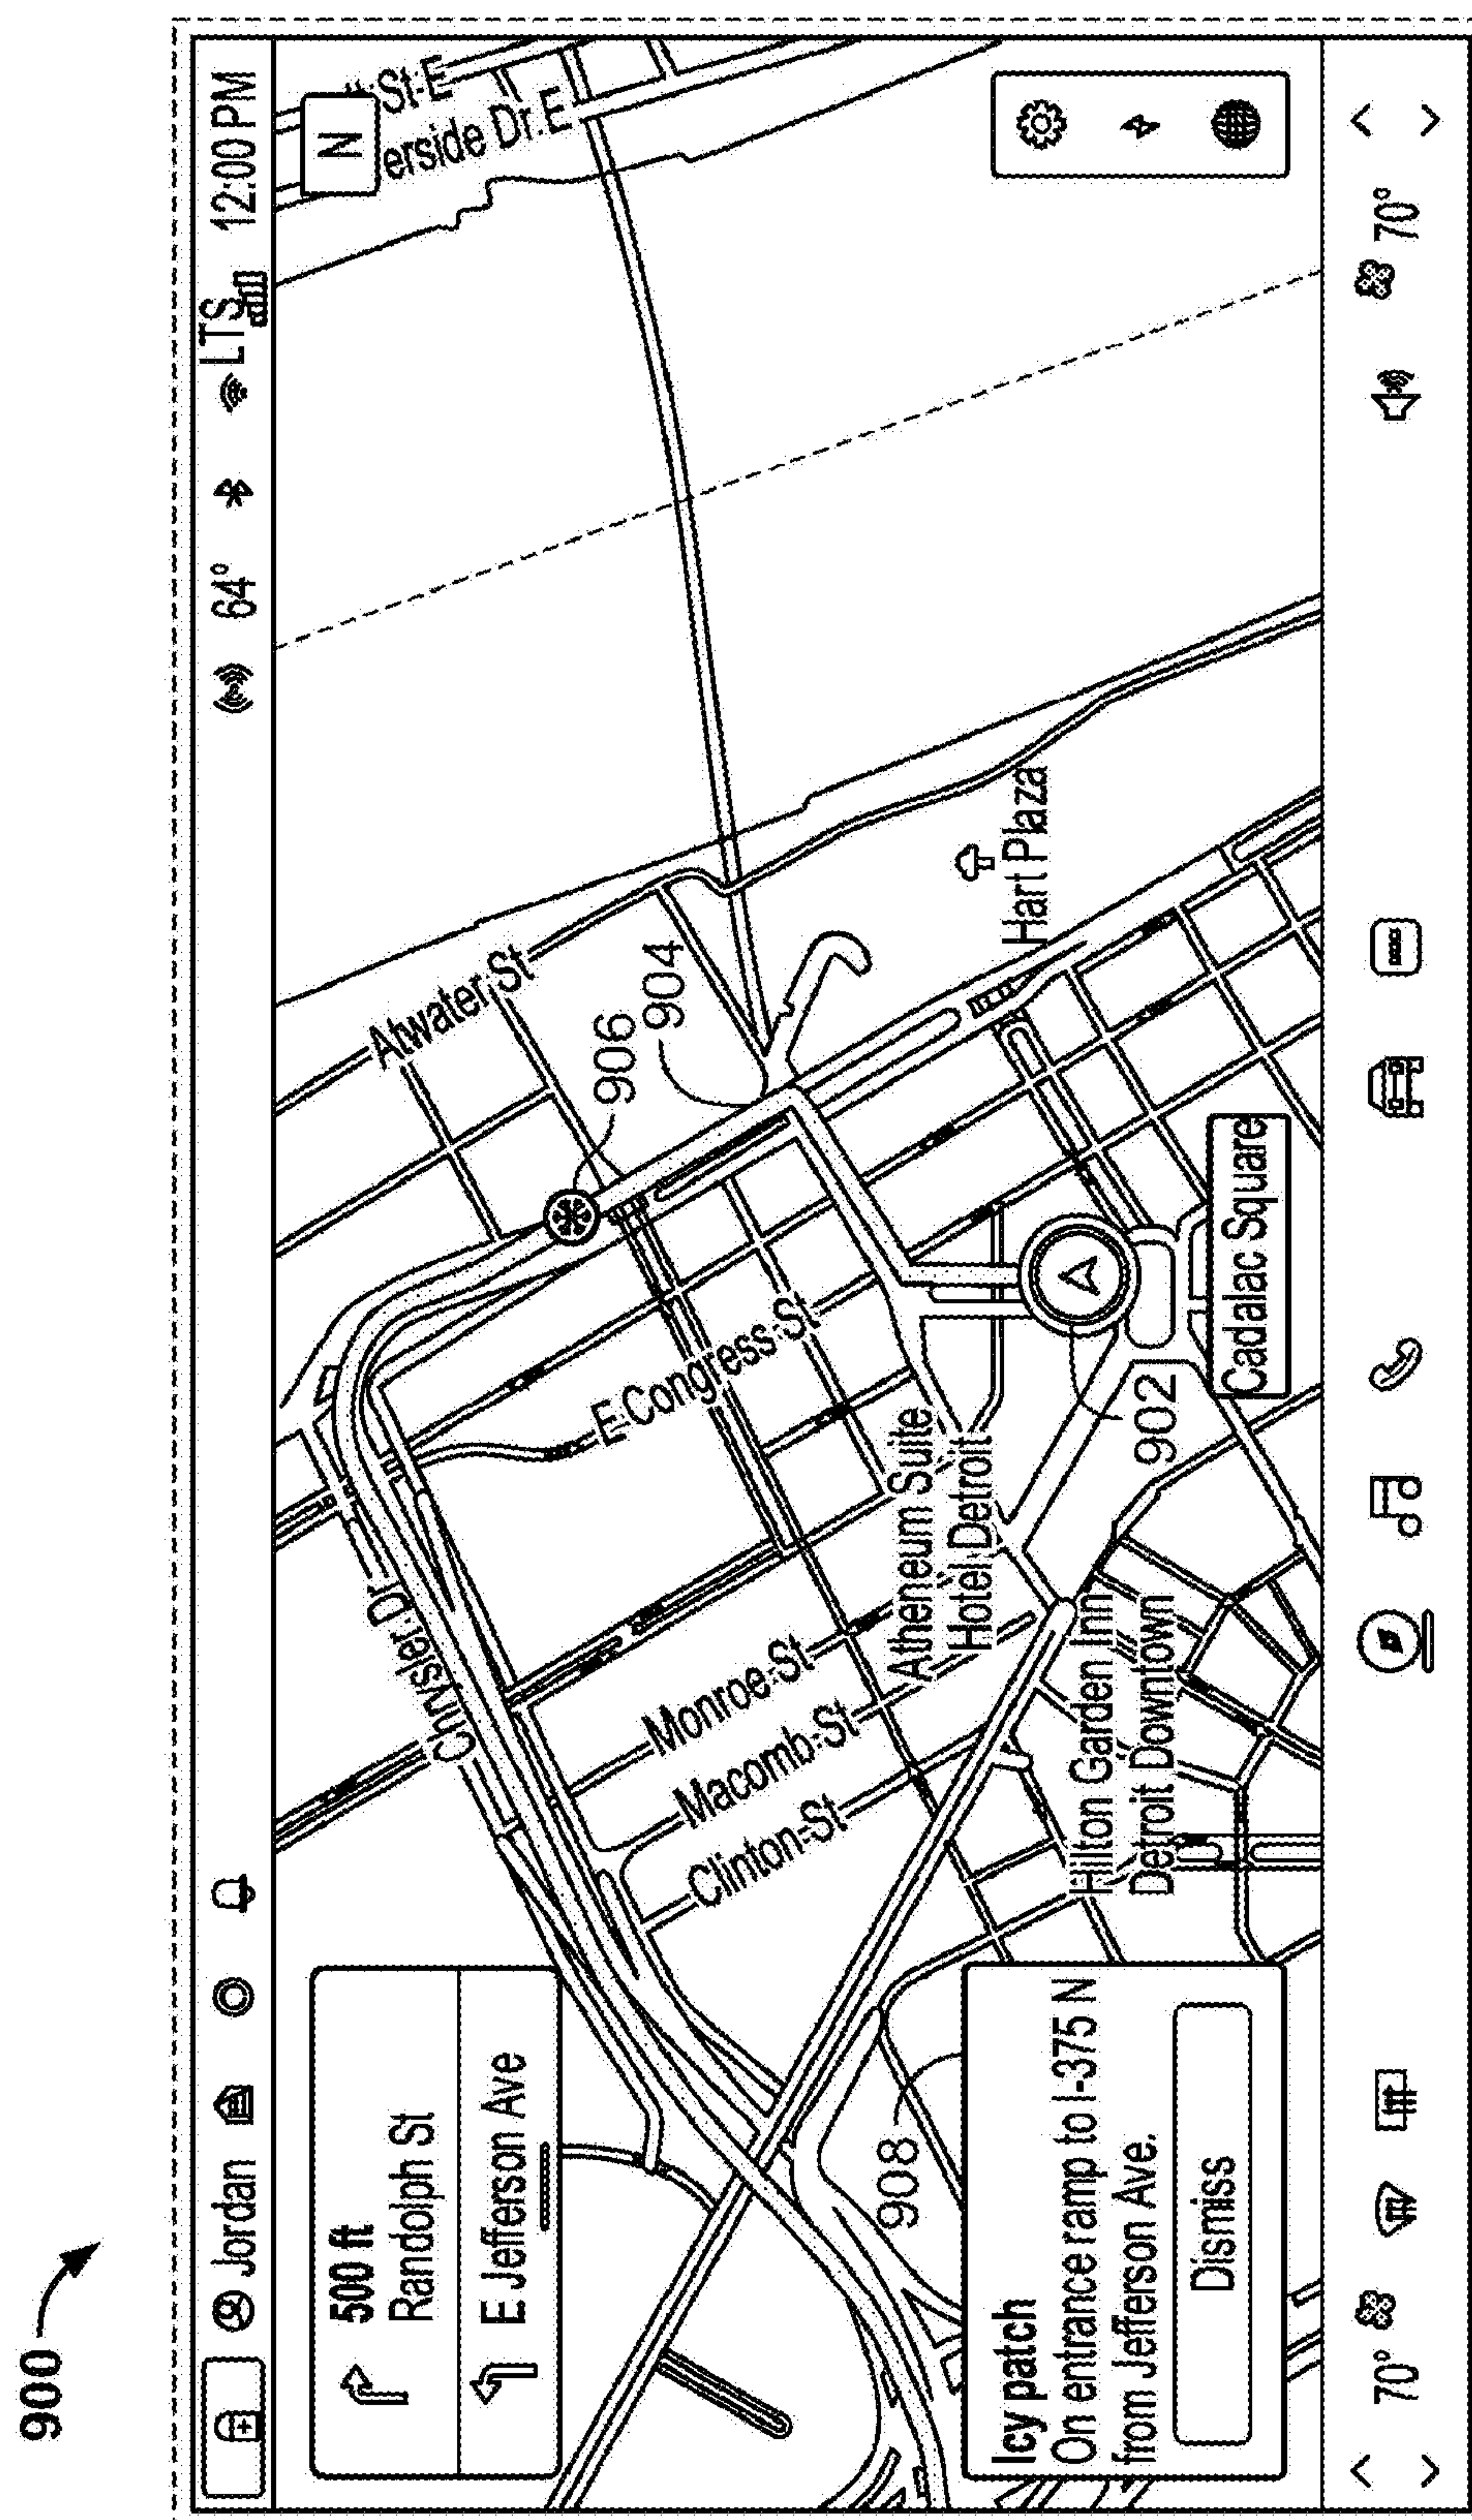 900
Jordan
64°
LTS
12:00 PM
500 ft
Randolph St
E Jefferson Ave
N
St E
erside Dr. E
Atwater St
906
904
Chrysler Dr
E Congress St
Monroe St
Macomb St
Clinton St
Atheneum Suite
Hotel Detroit
Hart Plaza
902
Hilton Garden Inn
Detroit Downtown
Cadalac Square
908
Icy patch
On entrance ramp to I-375 N
from Jefferson Ave.
Dismiss
70°
70°